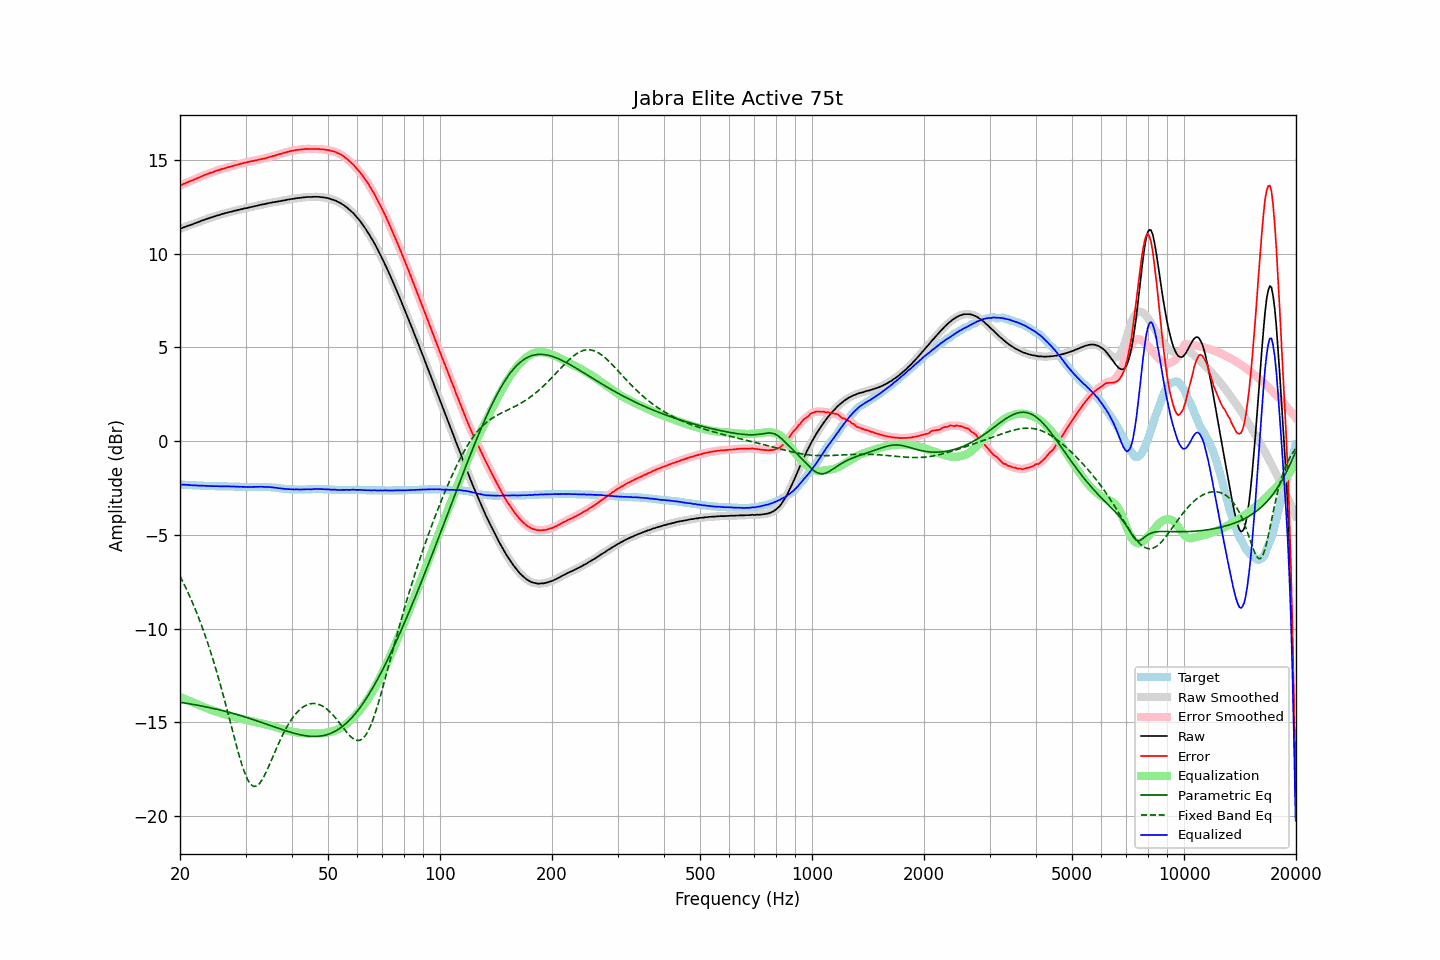 Jabra Elite Active 75t
Amplitude (dBr)
15
10
5
0
−5
−10
−15
−20
20
50
100
200
500
1000
2000
5000
10000
20000
Frequency (Hz)
Target
Raw Smoothed
Error Smoothed
Raw
Error
Equalization
Parametric Eq
Fixed Band Eq
Equalized